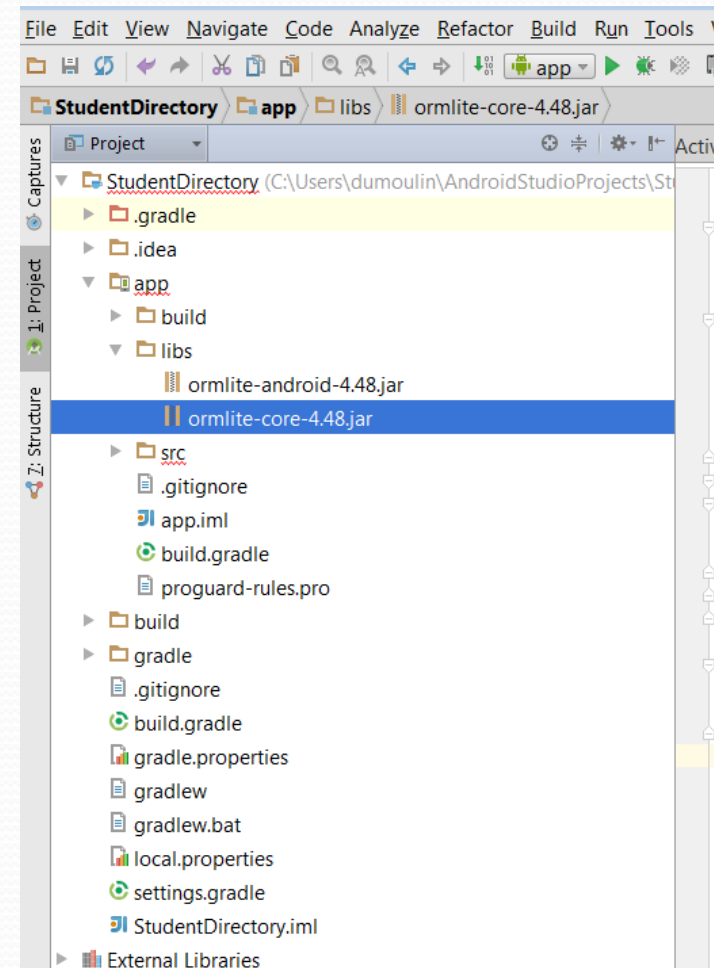 File Edit View Navigate Code Analyze Refactor Build Run Tools
app
StudentDirectory app libs ormlite-core-4.48.jar
Captures
1: Project
7: Structure
Project
StudentDirectory (C:\Users\dumoulin\AndroidStudioProjects\Stu
.gradle
.idea
app
build
libs
ormlite-android-4.48.jar
ormlite-core-4.48.jar
src
.gitignore
app.iml
build.gradle
proguard-rules.pro
build
gradle
.gitignore
build.gradle
gradle.properties
gradlew
gradlew.bat
local.properties
settings.gradle
StudentDirectory.iml
External Libraries